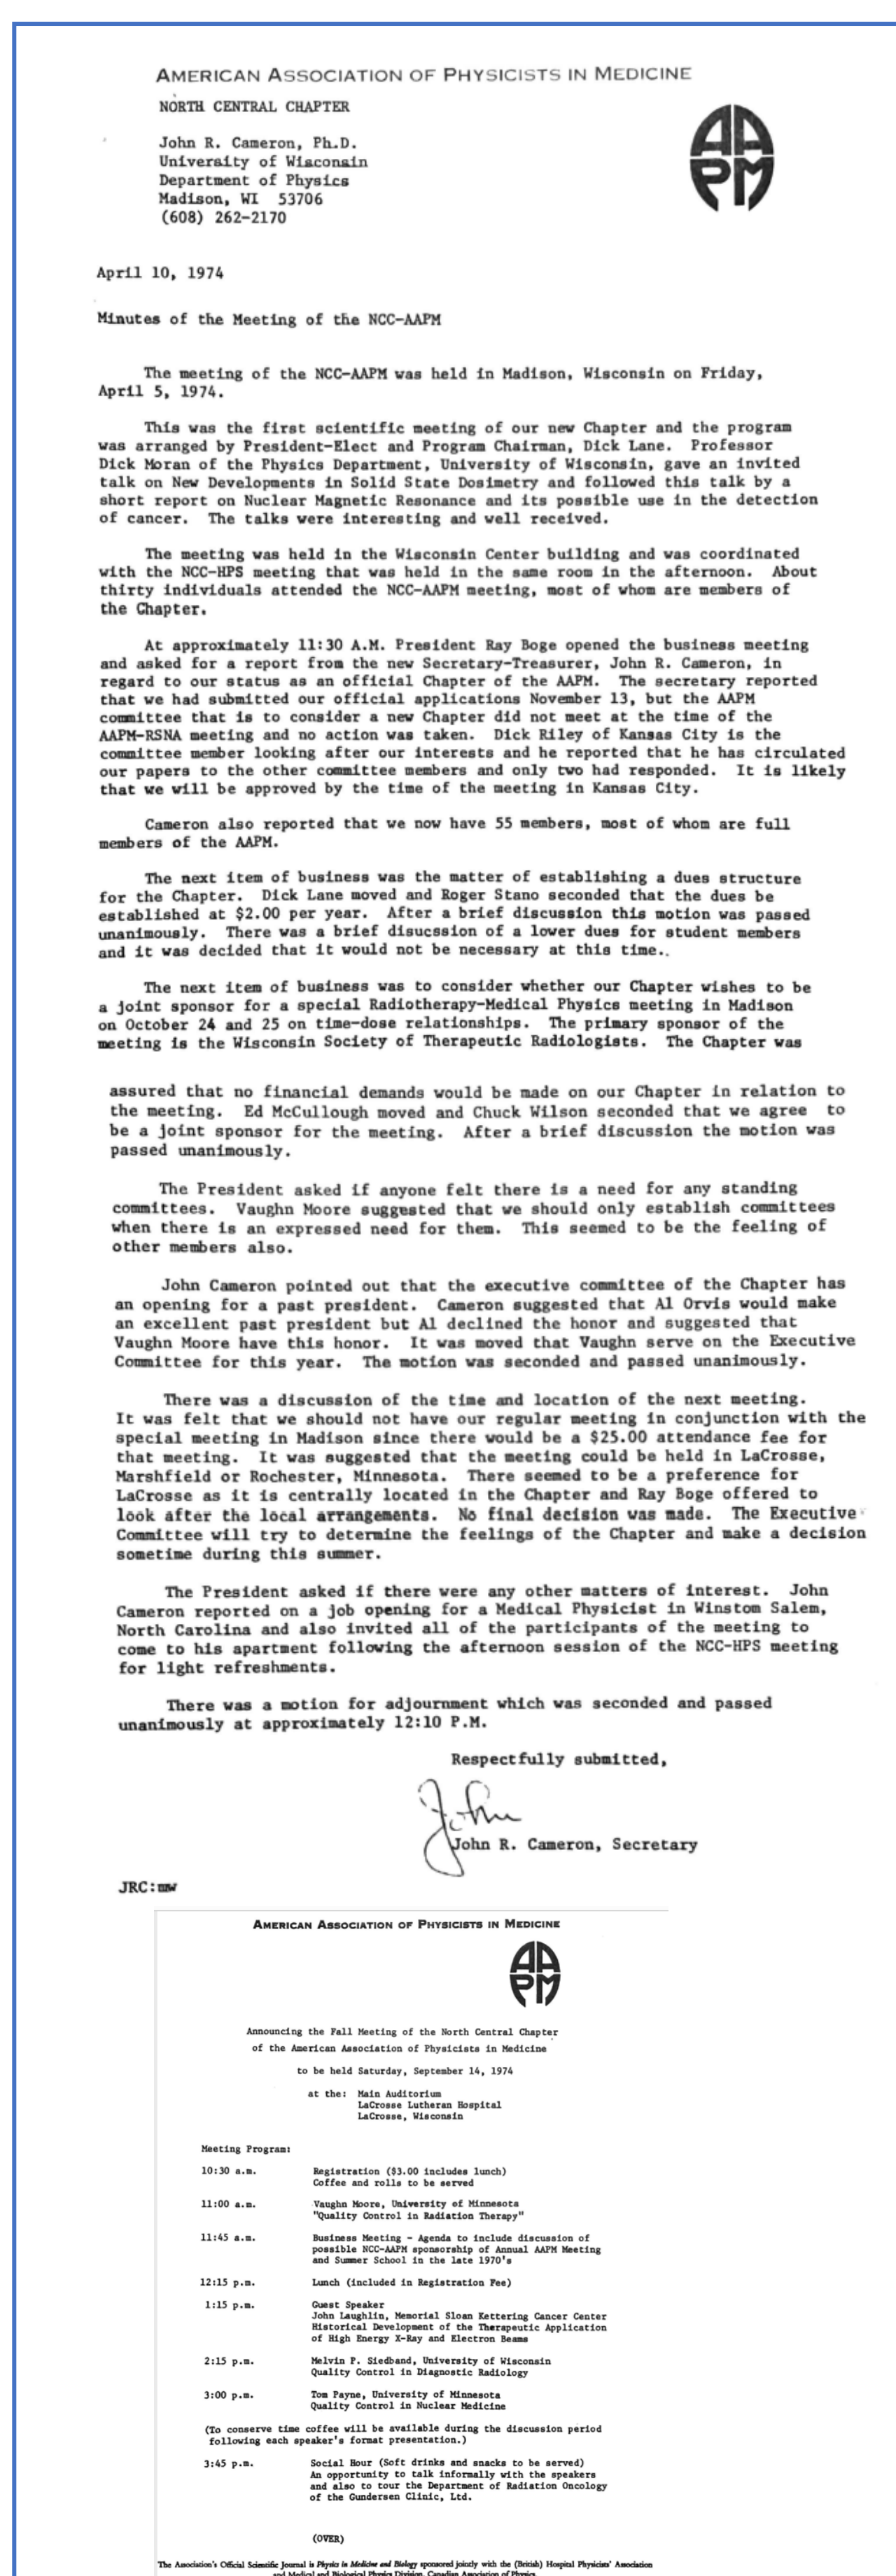 AMERICAN ASSOCIATION OF PHYSICISTS IN MEDICINE
NORTH CENTRAL CHAPTER
John R. Cameron, Ph.D.
University of Wisconsin
Department of Physics
Madison, WI 53706
(608) 262-2170
AAPM
April 10, 1974
Minutes of the Meeting of the NCC-AAPM
The meeting of the NCC-AAPM was held in Madison, Wisconsin on Friday,
April 5, 1974.
This was the first scientific meeting of our new Chapter and the program
was arranged by President-Elect and Program Chairman, Dick Lane. Professor
Dick Moran of the Physics Department, University of Wisconsin, gave an invited
talk on New Developments in Solid State Dosimetry and followed this talk by a
short report on Nuclear Magnetic Resonance and its possible use in the detection
of cancer. The talks were interesting and well received.
The meeting was held in the Wisconsin Center building and was coordinated
with the NCC-HPS meeting that was held in the same room in the afternoon. About
thirty individuals attended the NCC-AAPM meeting, most of whom are members of
the Chapter.
At approximately 11:30 A.M. President Ray Boge opened the business meeting
and asked for a report from the new Secretary-Treasurer, John R. Cameron, in
regard to our status as an official Chapter of the AAPM. The secretary reported
that we had submitted our official applications November 13, but the AAPM
committee that is to consider a new Chapter did not meet at the time of the
AAPM-RSNA meeting and no action was taken. Dick Riley of Kansas City is the
committee member looking after our interests and he reported that he has circulated
our papers to the other committee members and only two had responded. It is likely
that we will be approved by the time of the meeting in Kansas City.
Cameron also reported that we now have 55 members, most of whom are full
members of the AAPM.
The next item of business was the matter of establishing a dues structure
for the Chapter. Dick Lane moved and Roger Stano seconded that the dues be
established at $2.00 per year. After a brief discussion this motion was passed
unanimously. There was a brief disucssion of a lower dues for student members
and it was decided that it would not be necessary at this time..
The next item of business was to consider whether our Chapter wishes to be
a joint sponsor for a special Radiotherapy-Medical Physics meeting in Madison
on October 24 and 25 on time-dose relationships. The primary sponsor of the
meeting is the Wisconsin Society of Therapeutic Radiologists. The Chapter was
assured that no financial demands would be made on our Chapter in relation to
the meeting. Ed McCullough moved and Chuck Wilson seconded that we agree to
be a joint sponsor for the meeting. After a brief discussion the motion was
passed unanimously.
The President asked if anyone felt there is a need for any standing
committees. Vaughn Moore suggested that we should only establish committees
when there is an expressed need for them. This seemed to be the feeling of
other members also.
John Cameron pointed out that the executive committee of the Chapter has
an opening for a past president. Cameron suggested that Al Orvis would make
an excellent past president but Al declined the honor and suggested that
Vaughn Moore have this honor. It was moved that Vaughn serve on the Executive
Committee for this year. The motion was seconded and passed unanimously.
There was a discussion of the time and location of the next meeting.
It was felt that we should not have our regular meeting in conjunction with the
special meeting in Madison since there would be a $25.00 attendance fee for
that meeting. It was suggested that the meeting could be held in LaCrosse,
Marshfield or Rochester, Minnesota. There seemed to be a preference for
LaCrosse as it is centrally located in the Chapter and Ray Boge offered to
look after the local arrangements. No final decision was made. The Executive
Committee will try to determine the feelings of the Chapter and make a decision
sometime during this summer.
The President asked if there were any other matters of interest. John
Cameron reported on a job opening for a Medical Physicist in Winstom Salem,
North Carolina and also invited all of the participants of the meeting to
come to his apartment following the afternoon session of the NCC-HPS meeting
for light refreshments.
There was a motion for adjournment which was seconded and passed
unanimously at approximately 12:10 P.M.
Respectfully submitted,
John
John R. Cameron, Secretary
JRC:mw
AMERICAN ASSOCIATION OF PHYSICISTS IN MEDICINE
AAPM
Announcing the Fall Meeting of the North Central Chapter
of the American Association of Physicists in Medicine
to be held Saturday, September 14, 1974
at the: Main Auditorium
LaCrosse Lutheran Hospital
LaCrosse, Wisconsin
Meeting Program:
10:30 a.m. Registration ($3.00 includes lunch)
Coffee and rolls to be served
11:00 a.m. Vaughn Moore, University of Minnesota
"Quality Control in Radiation Therapy"
11:45 a.m. Business Meeting - Agenda to include discussion of
possible NCC-AAPM sponsorship of Annual AAPM Meeting
and Summer School in the late 1970's
12:15 p.m. Lunch (included in Registration Fee)
1:15 p.m. Guest Speaker
John Laughlin, Memorial Sloan Kettering Cancer Center
Historical Development of the Therapeutic Application
of High Energy X-Ray and Electron Beams
2:15 p.m. Melvin P. Siedband, University of Wisconsin
Quality Control in Diagnostic Radiology
3:00 p.m. Tom Payne, University of Minnesota
Quality Control in Nuclear Medicine
(To conserve time coffee will be available during the discussion period
following each speaker's format presentation.)
3:45 p.m. Social Hour (Soft drinks and snacks to be served)
An opportunity to talk informally with the speakers
and also to tour the Department of Radiation Oncology
of the Gundersen Clinic, Ltd.
(OVER)
The Association's Official Scientific Journal is Physics in Medicine and Biology sponsored jointly with the (British) Hospital Physicists' Association
and Medical and Biological Physics Division, Canadian Association of Physics